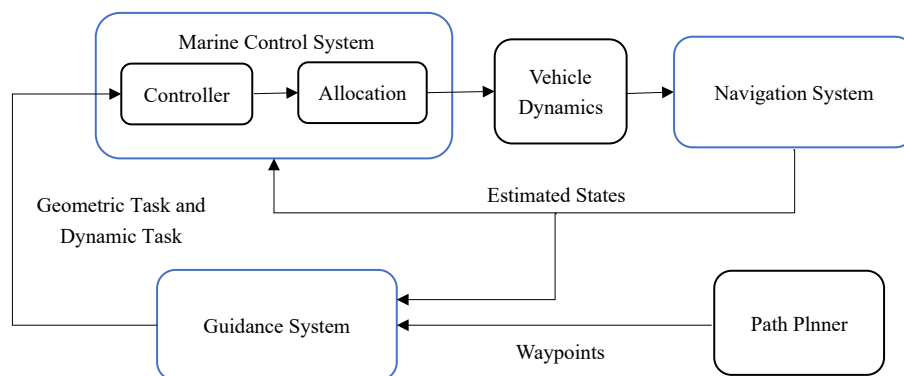 Marine Control System
Controller
Allocation
Vehicle
Dynamics
Navigation System
Estimated States
Geometric Task and
Dynamic Task
Guidance System
Waypoints
Path Plnner